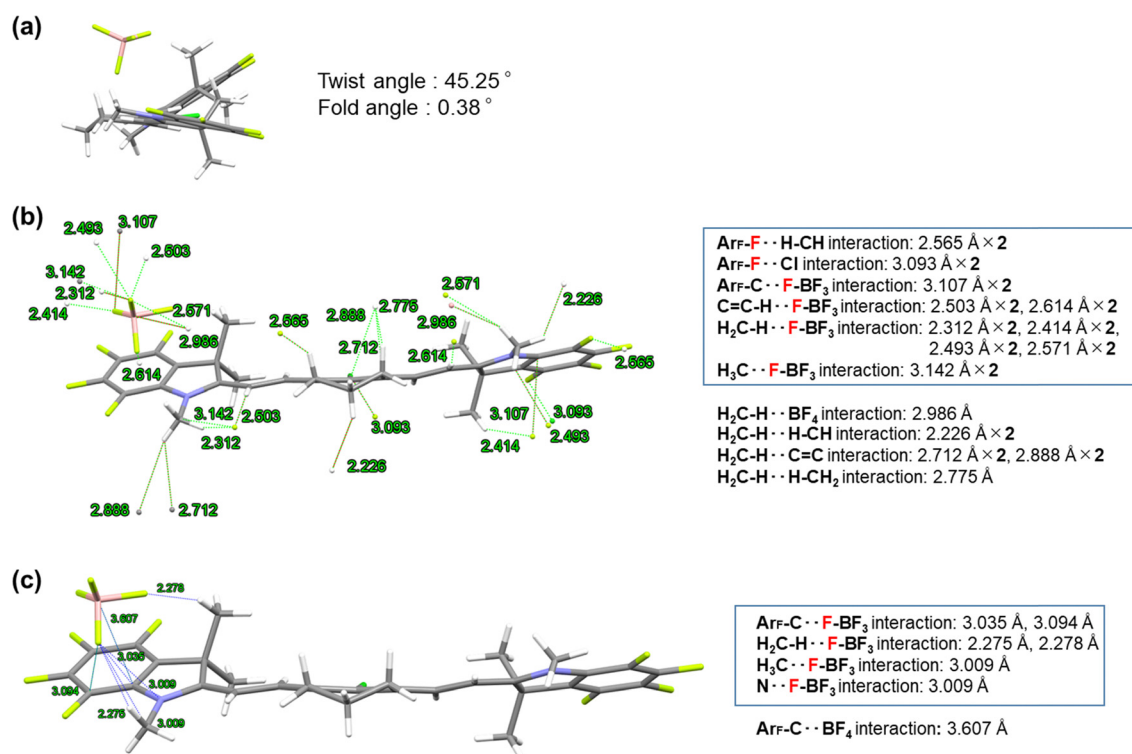 (a)
Twist angle : 45.25°
Fold angle : 0.38°
(b)
2.493
3.107
2.503
3.142
2.312
2.414
2.571
2.986
2.614
3.142
2.503
2.312
2.888
2.712
2.565
2.888
2.775
2.712
3.093
2.226
2.571
2.986
2.614
2.226
2.565
3.107
3.093
2.493
2.414
ArF-F··H-CH interaction: 2.565 Å×2
ArF-F··Cl interaction: 3.093 Å×2
ArF-C··F-BF3 interaction: 3.107 Å×2
C=C-H··F-BF3 interaction: 2.503 Å×2, 2.614 Å×2
H2C-H··F-BF3 interaction: 2.312 Å×2, 2.414 Å×2,
2.493 Å×2, 2.571 Å×2
H3C··F-BF3 interaction: 3.142 Å×2
H2C-H··BF4 interaction: 2.986 Å
H2C-H··H-CH interaction: 2.226 Å×2
H2C-H··C=C interaction: 2.712 Å×2, 2.888 Å×2
H2C-H··H-CH2 interaction: 2.775 Å
(c)
2.278
3.607
3.035
3.094
3.009
2.275
3.009
ArF-C··F-BF3 interaction: 3.035 Å, 3.094 Å
H2C-H··F-BF3 interaction: 2.275 Å, 2.278 Å
H3C··F-BF3 interaction: 3.009 Å
N··F-BF3 interaction: 3.009 Å
ArF-C··BF4 interaction: 3.607 Å